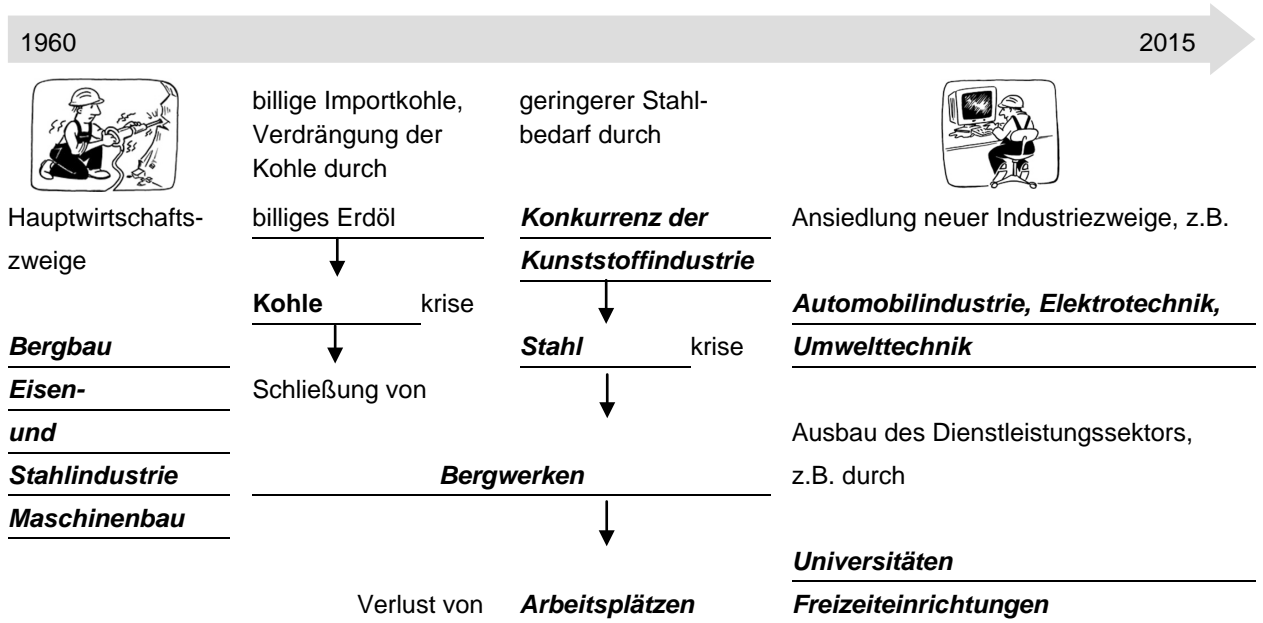 1960
2015
Hauptwirtschafts-
zweige
Bergbau
Eisen-
und
Stahlindustrie
Maschinenbau
billige Importkohle,
Verdrängung der
Kohle durch
billiges Erdöl
Kohle krise
Schließung von
geringerer Stahl-
bedarf durch
Konkurrenz der
Kunststoffindustrie
Stahl krise
Bergwerken
Verlust von Arbeitsplätzen
Ansiedlung neuer Industriezweige, z.B.
Automobilindustrie, Elektrotechnik,
Umwelttechnik
Ausbau des Dienstleistungssektors,
z.B. durch
Universitäten
Freizeiteinrichtungen